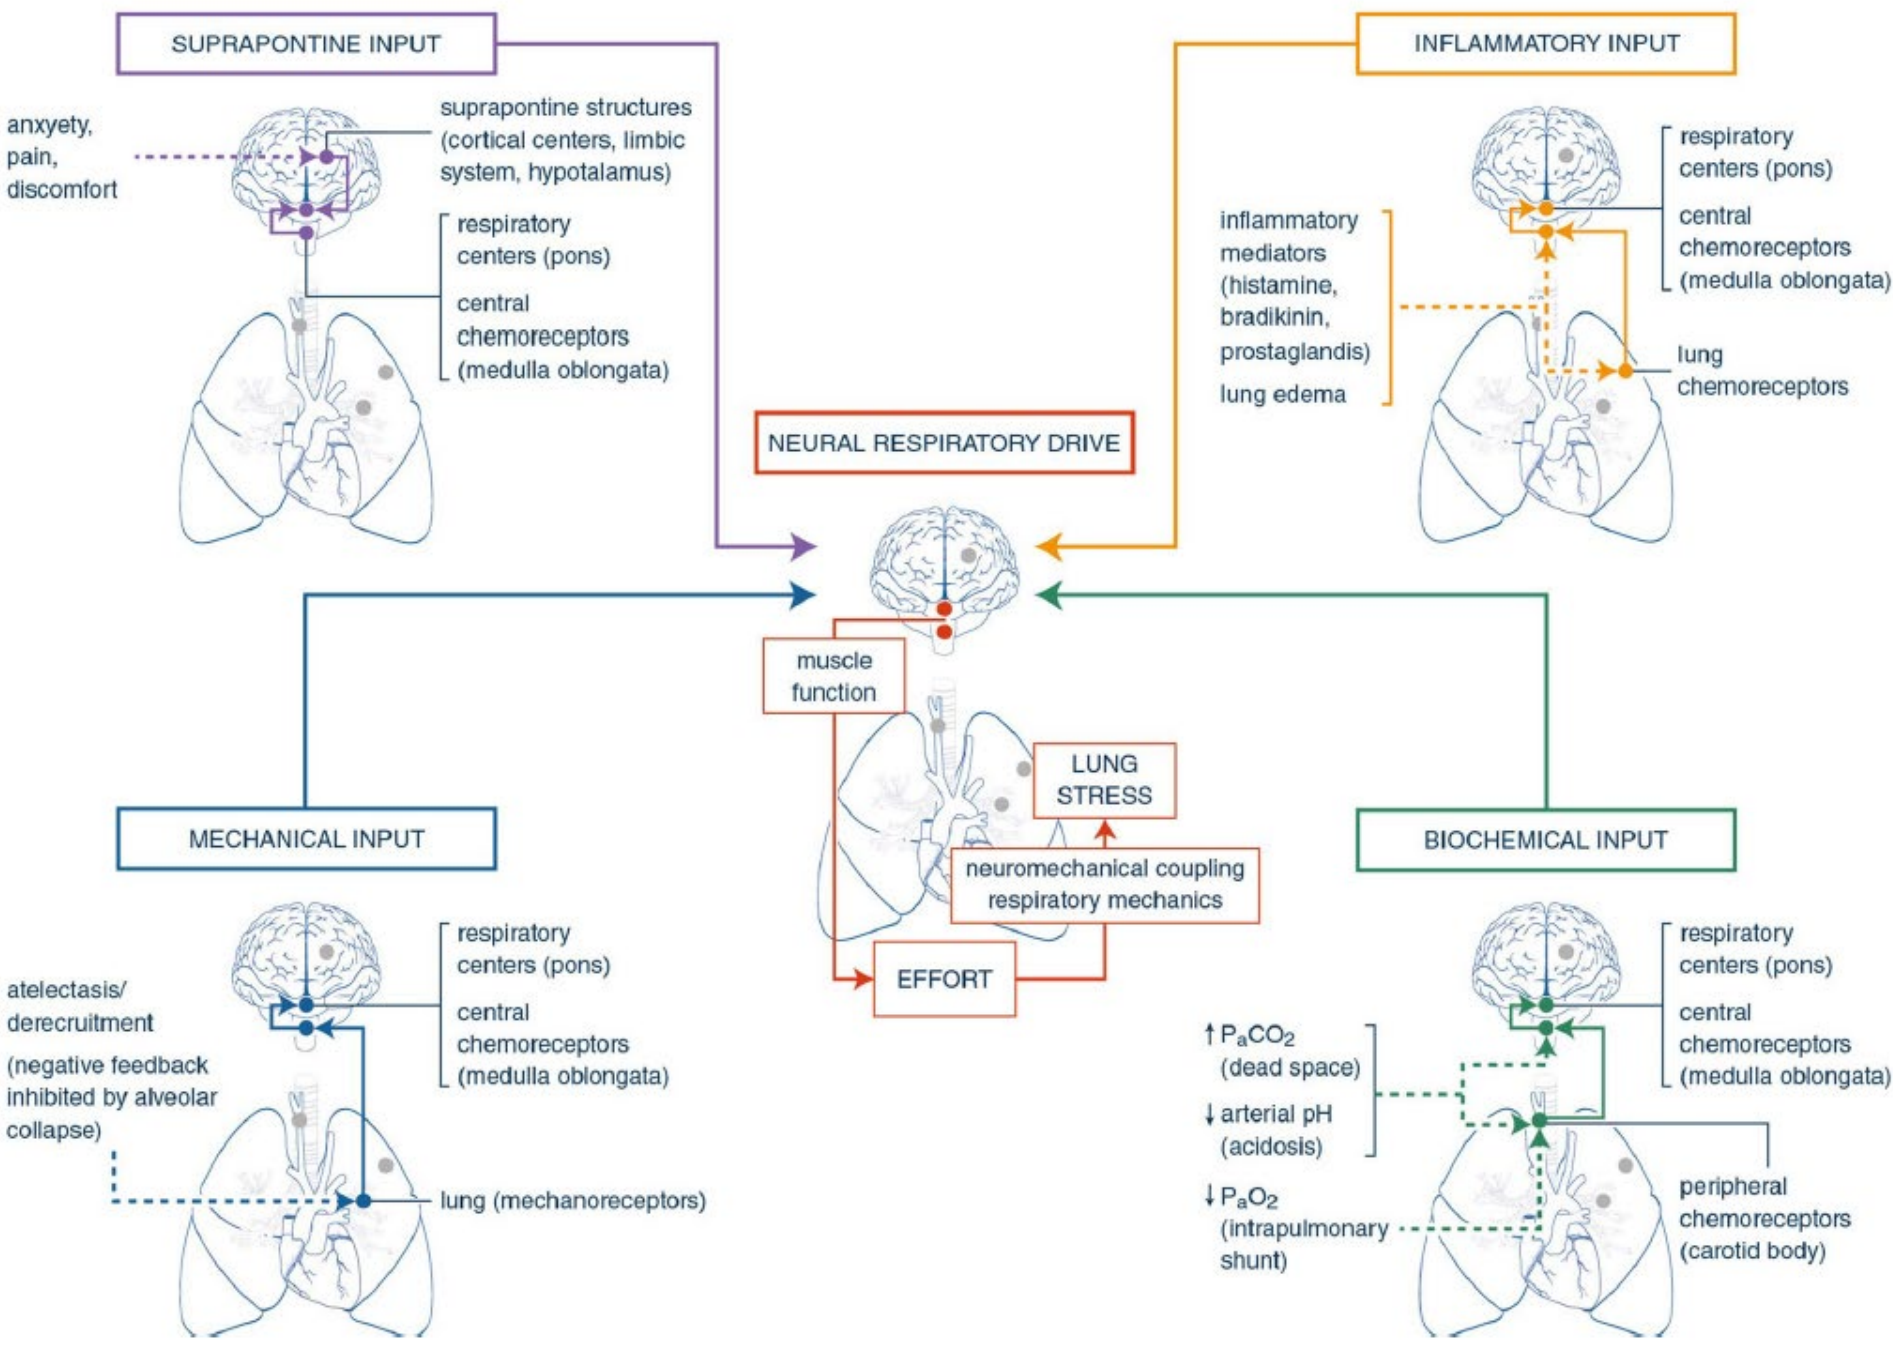 SUPRAPONTINE INPUT
anxyety,
pain,
discomfort
suprapontine structures
(cortical centers, limbic
system, hypotalamus)
respiratory
centers (pons)
central
chemoreceptors
(medulla oblongata)
INFLAMMATORY INPUT
inflammatory
mediators
(histamine,
bradikinin,
prostaglandis)
lung edema
respiratory
centers (pons)
central
chemoreceptors
(medulla oblongata)
lung
chemoreceptors
NEURAL RESPIRATORY DRIVE
muscle
function
LUNG
STRESS
neuromechanical coupling
respiratory mechanics
EFFORT
MECHANICAL INPUT
atelectasis/
derecruitment
(negative feedback
inhibited by alveolar
collapse)
respiratory
centers (pons)
central
chemoreceptors
(medulla oblongata)
lung (mechanoreceptors)
BIOCHEMICAL INPUT
↑ PaCO2
(dead space)
↓ arterial pH
(acidosis)
↓ PaO2
(intrapulmonary
shunt)
respiratory
centers (pons)
central
chemoreceptors
(medulla oblongata)
peripheral
chemoreceptors
(carotid body)